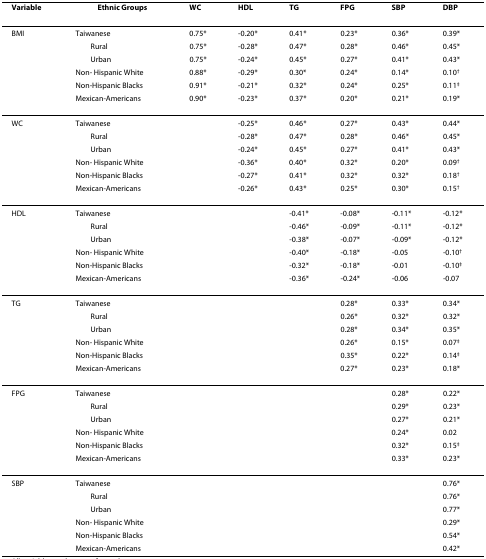 Variable Ethnic Groups WC HDL TG FPG SBP DBP
BMI Taiwanese 0.75* -0.20* 0.41* 0.23* 0.36* 0.39*
Rural 0.75* -0.28* 0.47* 0.28* 0.46* 0.45*
Urban 0.75* -0.24* 0.45* 0.27* 0.41* 0.43*
Non- Hispanic White 0.88* -0.29* 0.30* 0.24* 0.14* 0.10†
Non-Hispanic Blacks 0.91* -0.21* 0.32* 0.24* 0.25* 0.11‡
Mexican-Americans 0.90* -0.23* 0.37* 0.20* 0.21* 0.19*
WC Taiwanese -0.25* 0.46* 0.27* 0.43* 0.44*
Rural -0.28* 0.47* 0.28* 0.46* 0.45*
Urban -0.24* 0.45* 0.27* 0.41* 0.43*
Non- Hispanic White -0.36* 0.40* 0.32* 0.20* 0.09†
Non-Hispanic Blacks -0.27* 0.41* 0.32* 0.32* 0.18†
Mexican-Americans -0.26* 0.43* 0.25* 0.30* 0.15†
HDL Taiwanese -0.41* -0.08* -0.11* -0.12*
Rural -0.46* -0.09* -0.11* -0.12*
Urban -0.38* -0.07* -0.09* -0.12*
Non- Hispanic White -0.40* -0.18* -0.05 -0.10†
Non-Hispanic Blacks -0.32* -0.18* -0.01 -0.10‡
Mexican-Americans -0.36* -0.24* -0.06 -0.07
TG Taiwanese 0.28* 0.33* 0.34*
Rural 0.26* 0.32* 0.32*
Urban 0.28* 0.34* 0.35*
Non- Hispanic White 0.26* 0.15* 0.07‡
Non-Hispanic Blacks 0.35* 0.22* 0.14‡
Mexican-Americans 0.27* 0.23* 0.18*
FPG Taiwanese 0.28* 0.22*
Rural 0.29* 0.23*
Urban 0.27* 0.21*
Non- Hispanic White 0.24* 0.02
Non-Hispanic Blacks 0.32* 0.15‡
Mexican-Americans 0.33* 0.23*
SBP Taiwanese 0.76*
Rural 0.76*
Urban 0.77*
Non- Hispanic White 0.29*
Non-Hispanic Blacks 0.54*
Mexican-Americans 0.42*